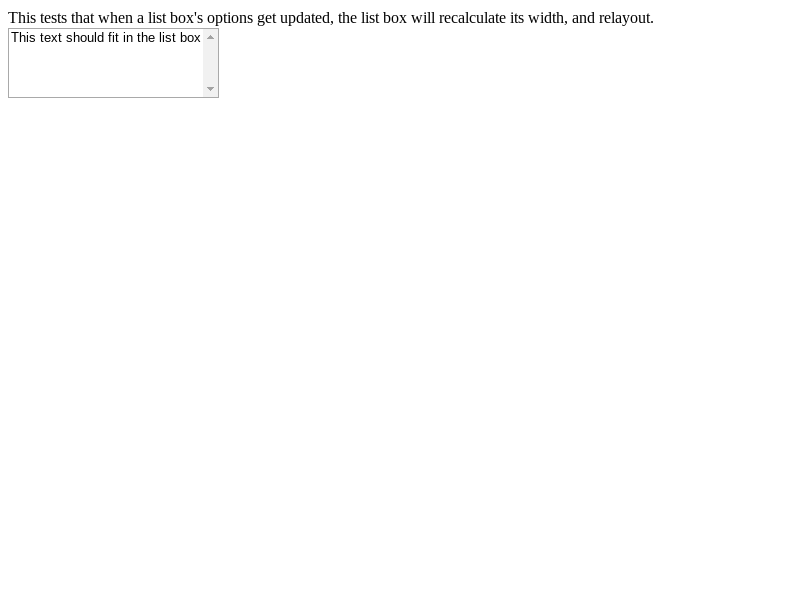 This tests that when a list box's options get updated, the list box will recalculate its width, and relayout.
This text should fit in the list box